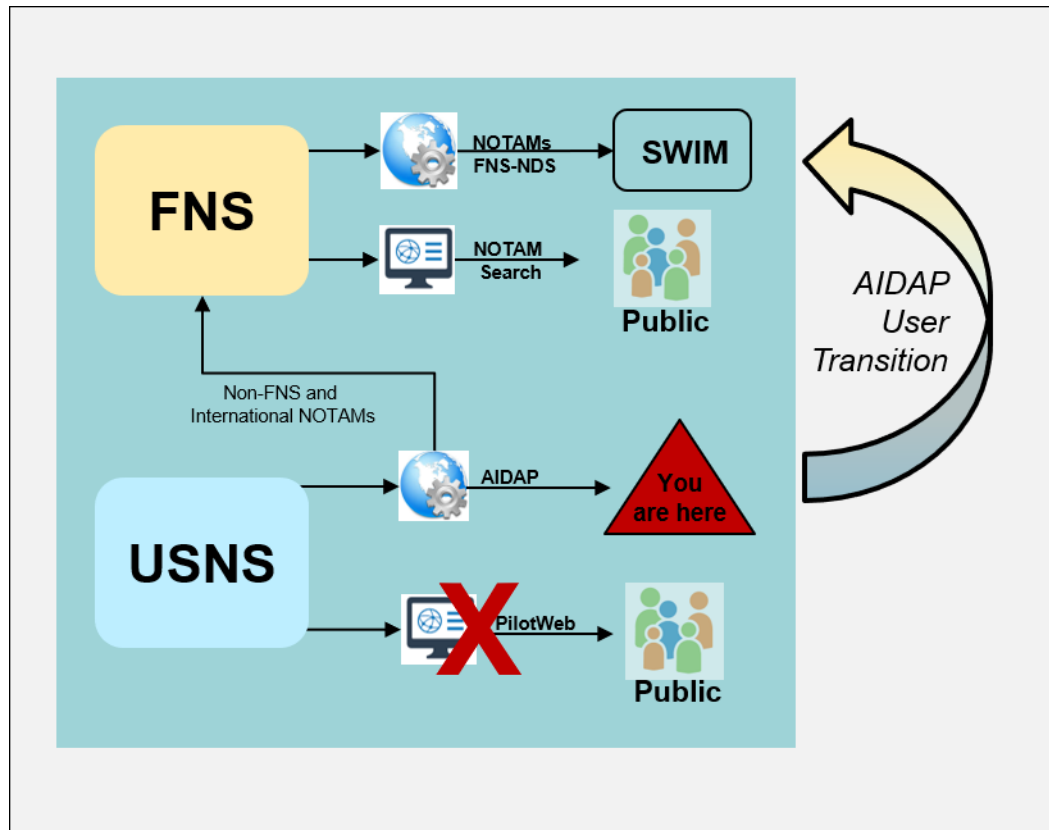 FNS
NOTAMs
FNS-NDS
SWIM
NOTAM
Search
Public
AIDAP
User
Transition
Non-FNS and
International NOTAMs
USNS
AIDAP
You
are here
PilotWeb
X
Public